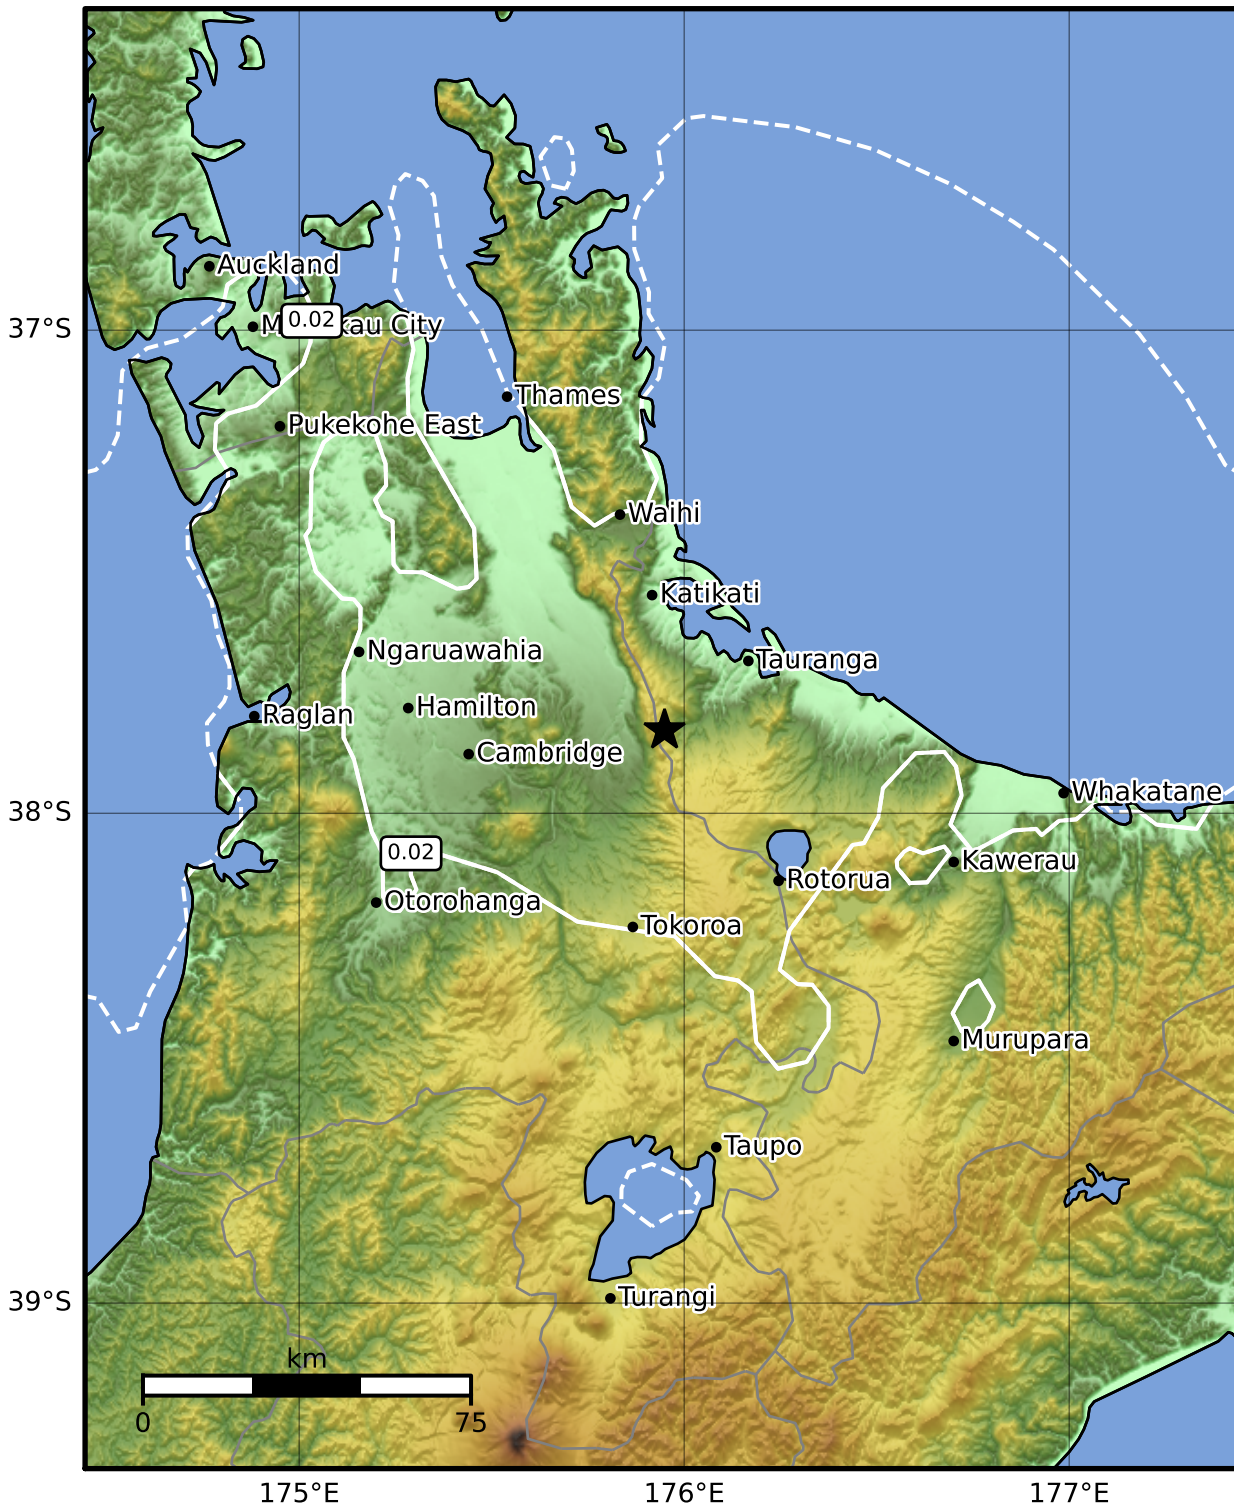 Auckland
0.02
M kau City
37°S
Thames
Pukekohe East
Waihi
Katikati
Ngaruawahia
Tauranga
Hamilton
Raglan
Cambridge
Whakatane
38°S
0.02
Kawerau
Rotorua
Otorohanga
Tokoroa
Murupara
Taupo
Turangi
39°S
km
0 75
175°E 176°E 177°E